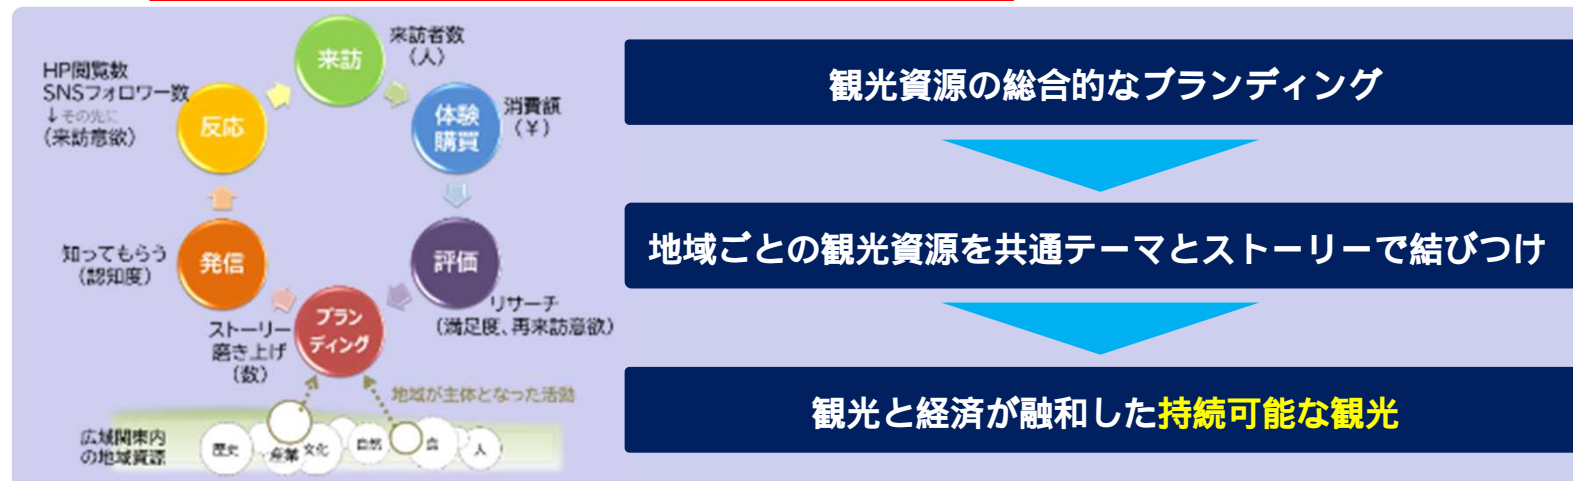 来訪
来訪者数
（人）
HP閲覧数
SNSフォロワー数
↓その先に
（来訪意欲）
反応
体験
購買
消費額
（¥）
知ってもらう
（認知度）
発信
評価
リサーチ
（満足度、再来訪意欲）
ブラン
ディング
ストーリー
磨き上げ
（数）
地域が主体となった活動
広域関東内
の地域資源
歴史
産業
文化
自然
食
人
観光資源の総合的なブランディング
地域ごとの観光資源を共通テーマとストーリーで結びつけ
観光と経済が融和した持続可能な観光